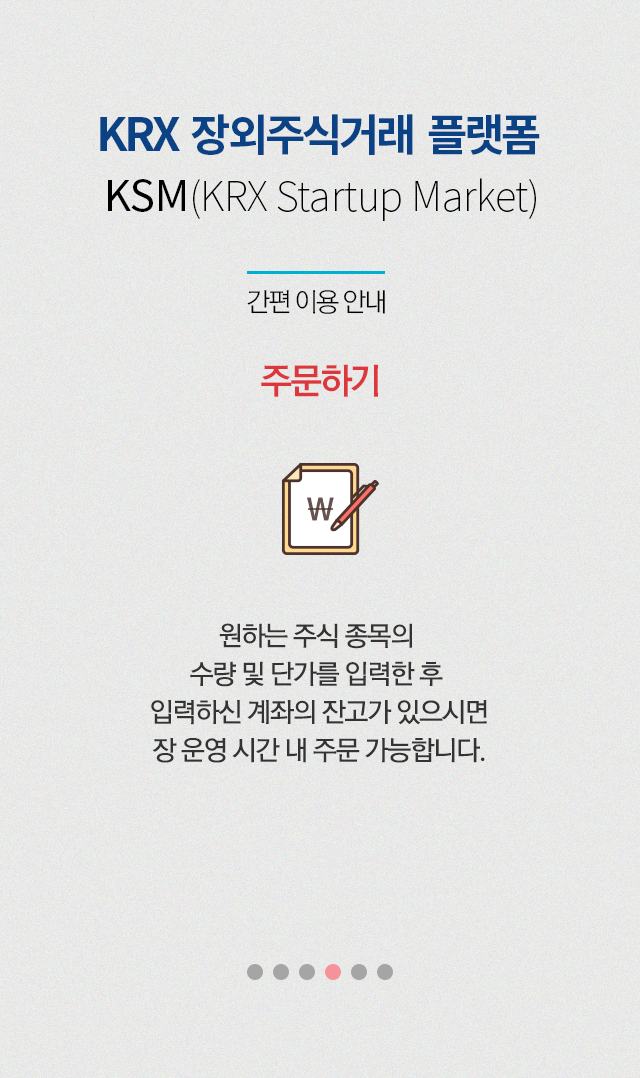 KRX 장외주식거래 플랫폼
KSM(KRX Startup Market)
간편 이용 안내
주문하기
₩
원하는 주식 종목의
수량 및 단가를 입력한 후
입력하신 계좌의 잔고가 있으시면
장 운영 시간 내 주문 가능합니다.